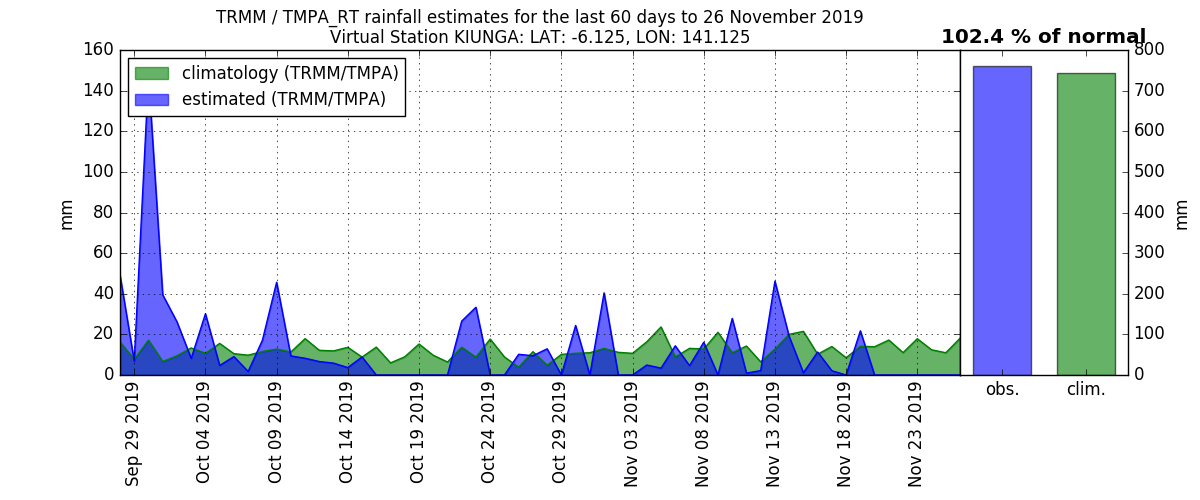 TRMM / TMPA_RT rainfall estimates for the last 60 days to 26 November 2019
Virtual Station KIUNGA: LAT: -6.125, LON: 141.125
102.4 % of normal
climatology (TRMM/TMPA)
estimated (TRMM/TMPA)
mm
160
140
120
100
80
60
40
20
0
Sep 29 2019
Oct 04 2019
Oct 09 2019
Oct 14 2019
Oct 19 2019
Oct 24 2019
Oct 29 2019
Nov 03 2019
Nov 08 2019
Nov 13 2019
Nov 18 2019
Nov 23 2019
obs.
clim.
800
700
600
500
400
300
200
100
0
mm